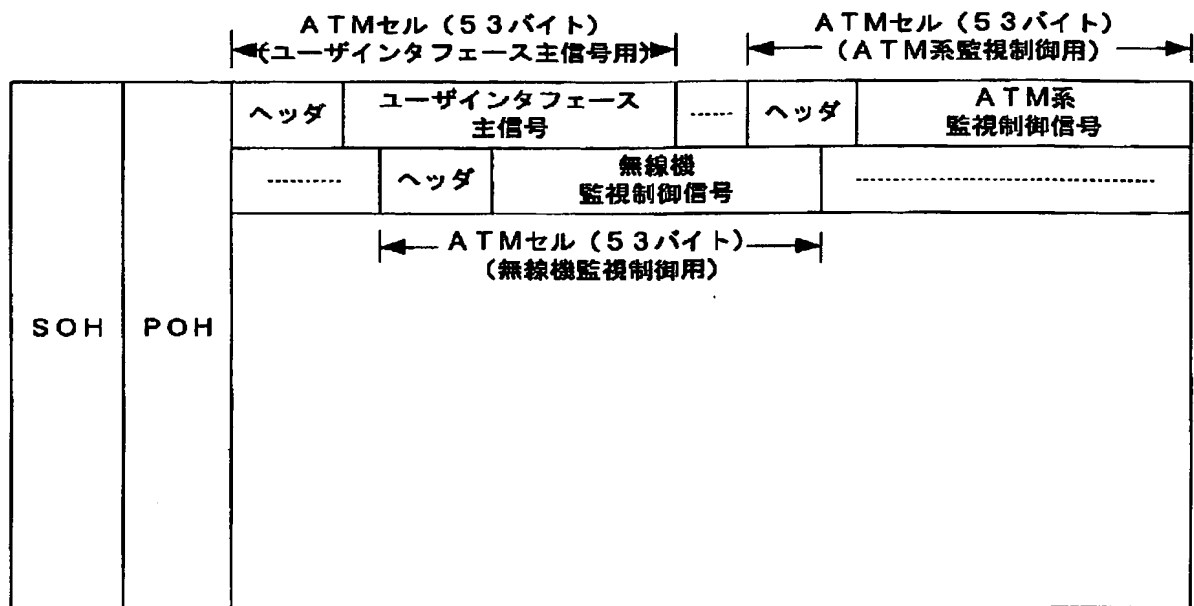 ATMセル（53バイト）
（ユーザインタフェース主信号用）
ATMセル（53バイト）
（ATM系監視制御用）
ヘッダ
ユーザインタフェース
主信号
ヘッダ
ATM系
監視制御信号
ヘッダ
無線機
監視制御信号
ATMセル（53バイト）
（無線機監視制御用）
SOH
POH